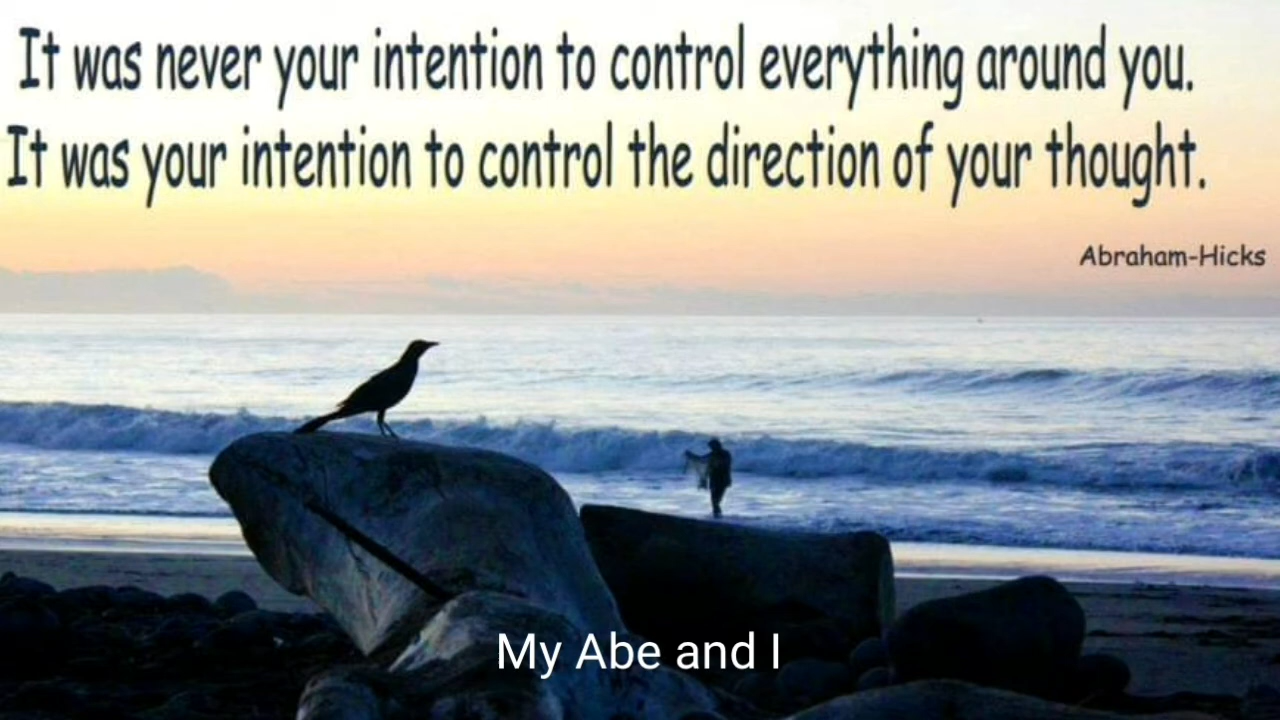 It was never your intention to control everything around you.
It was your intention to control the direction of your thought.
Abraham-Hicks
My Abe and I